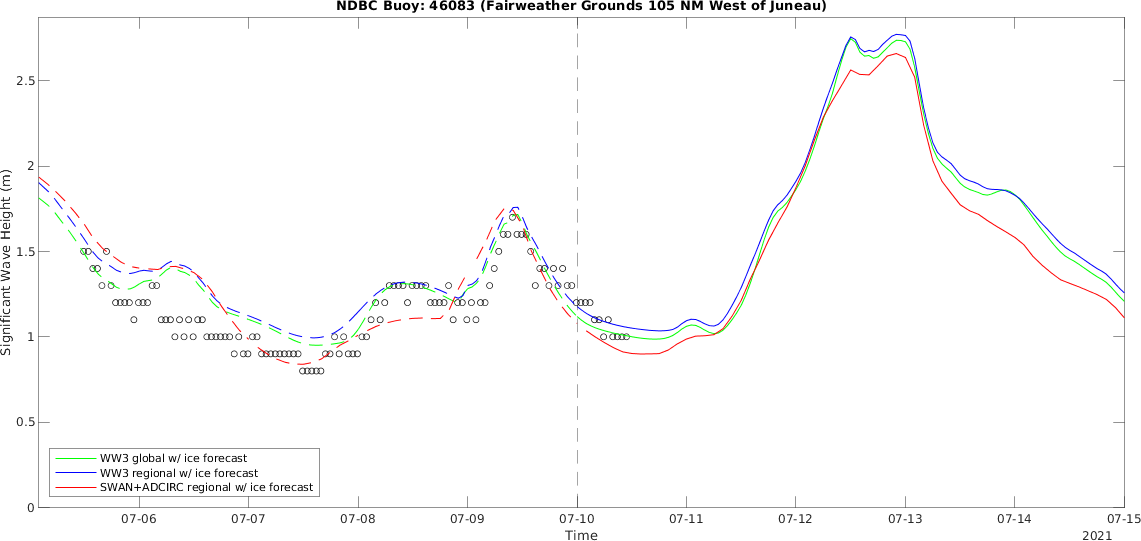 NDBC Buoy: 46083 (Fairweather Grounds 105 NM West of Juneau)
Significant Wave Height (m)
2.5
2
1.5
1
0.5
0
WW3 global w/ ice forecast
WW3 regional w/ ice forecast
SWAN+ADCIRC regional w/ ice forecast
07-06 07-07 07-08 07-09 07-10 07-11 07-12 07-13 07-14 07-15
Time
2021